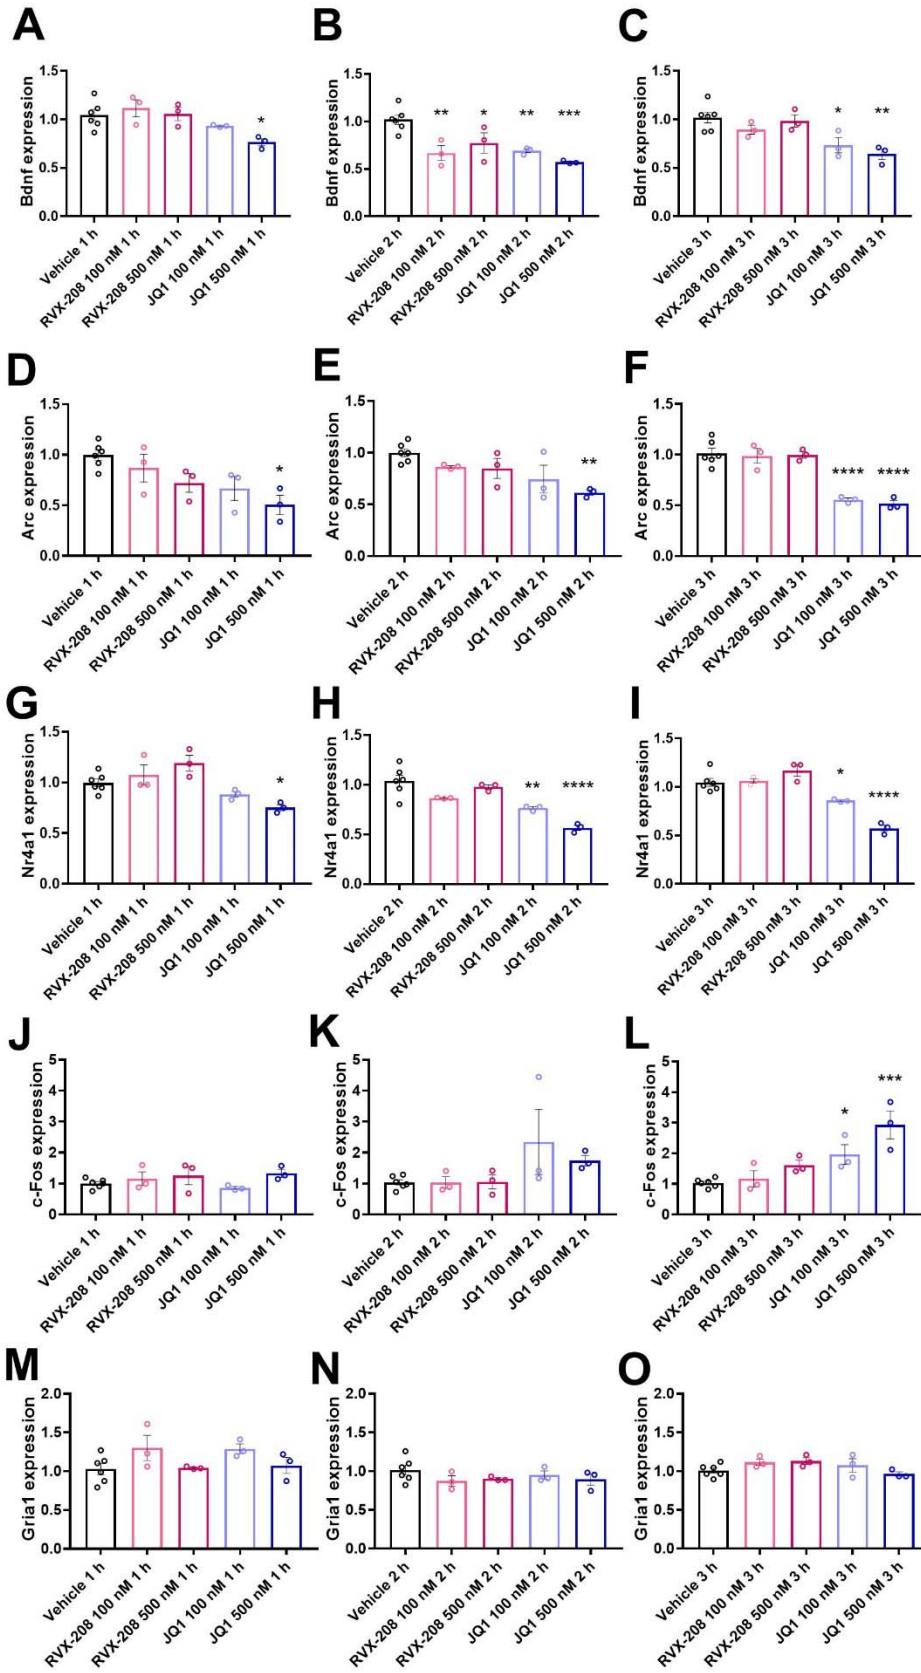 A
B
C
Bdnf expression
1.5
1.0
0.5
0.0
*
Vehicle 1 h
RVX-208 100 nM 1 h
RVX-208 500 nM 1 h
JQ1 100 nM 1 h
JQ1 500 nM 1 h
Bdnf expression
1.5
1.0
0.5
0.0
**
*
**
***
Vehicle 2 h
RVX-208 100 nM 2 h
RVX-208 500 nM 2 h
JQ1 100 nM 2 h
JQ1 500 nM 2 h
Bdnf expression
1.5
1.0
0.5
0.0
*
**
Vehicle 3 h
RVX-208 100 nM 3 h
RVX-208 500 nM 3 h
JQ1 100 nM 3 h
JQ1 500 nM 3 h
D
E
F
Arc expression
1.5
1.0
0.5
0.0
*
Vehicle 1 h
RVX-208 100 nM 1 h
RVX-208 500 nM 1 h
JQ1 100 nM 1 h
JQ1 500 nM 1 h
Arc expression
1.5
1.0
0.5
0.0
**
Vehicle 2 h
RVX-208 100 nM 2 h
RVX-208 500 nM 2 h
JQ1 100 nM 2 h
JQ1 500 nM 2 h
Arc expression
1.5
1.0
0.5
0.0
****
****
Vehicle 3 h
RVX-208 100 nM 3 h
RVX-208 500 nM 3 h
JQ1 100 nM 3 h
JQ1 500 nM 3 h
G
H
I
Nr4a1 expression
1.5
1.0
0.5
0.0
*
Vehicle 1 h
RVX-208 100 nM 1 h
RVX-208 500 nM 1 h
JQ1 100 nM 1 h
JQ1 500 nM 1 h
Nr4a1 expression
1.5
1.0
0.5
0.0
**
****
Vehicle 2 h
RVX-208 100 nM 2 h
RVX-208 500 nM 2 h
JQ1 100 nM 2 h
JQ1 500 nM 2 h
Nr4a1 expression
1.5
1.0
0.5
0.0
*
****
Vehicle 3 h
RVX-208 100 nM 3 h
RVX-208 500 nM 3 h
JQ1 100 nM 3 h
JQ1 500 nM 3 h
J
K
L
c-Fos expression
5
4
3
2
1
0
Vehicle 1 h
RVX-208 100 nM 1 h
RVX-208 500 nM 1 h
JQ1 100 nM 1 h
JQ1 500 nM 1 h
c-Fos expression
5
4
3
2
1
0
Vehicle 2 h
RVX-208 100 nM 2 h
RVX-208 500 nM 2 h
JQ1 100 nM 2 h
JQ1 500 nM 2 h
c-Fos expression
5
4
3
2
1
0
*
***
Vehicle 3 h
RVX-208 100 nM 3 h
RVX-208 500 nM 3 h
JQ1 100 nM 3 h
JQ1 500 nM 3 h
M
N
O
Gria1 expression
2.0
1.5
1.0
0.5
0.0
Vehicle 1 h
RVX-208 100 nM 1 h
RVX-208 500 nM 1 h
JQ1 100 nM 1 h
JQ1 500 nM 1 h
Gria1 expression
2.0
1.5
1.0
0.5
0.0
Vehicle 2 h
RVX-208 100 nM 2 h
RVX-208 500 nM 2 h
JQ1 100 nM 2 h
JQ1 500 nM 2 h
Gria1 expression
2.0
1.5
1.0
0.5
0.0
Vehicle 3 h
RVX-208 100 nM 3 h
RVX-208 500 nM 3 h
JQ1 100 nM 3 h
JQ1 500 nM 3 h